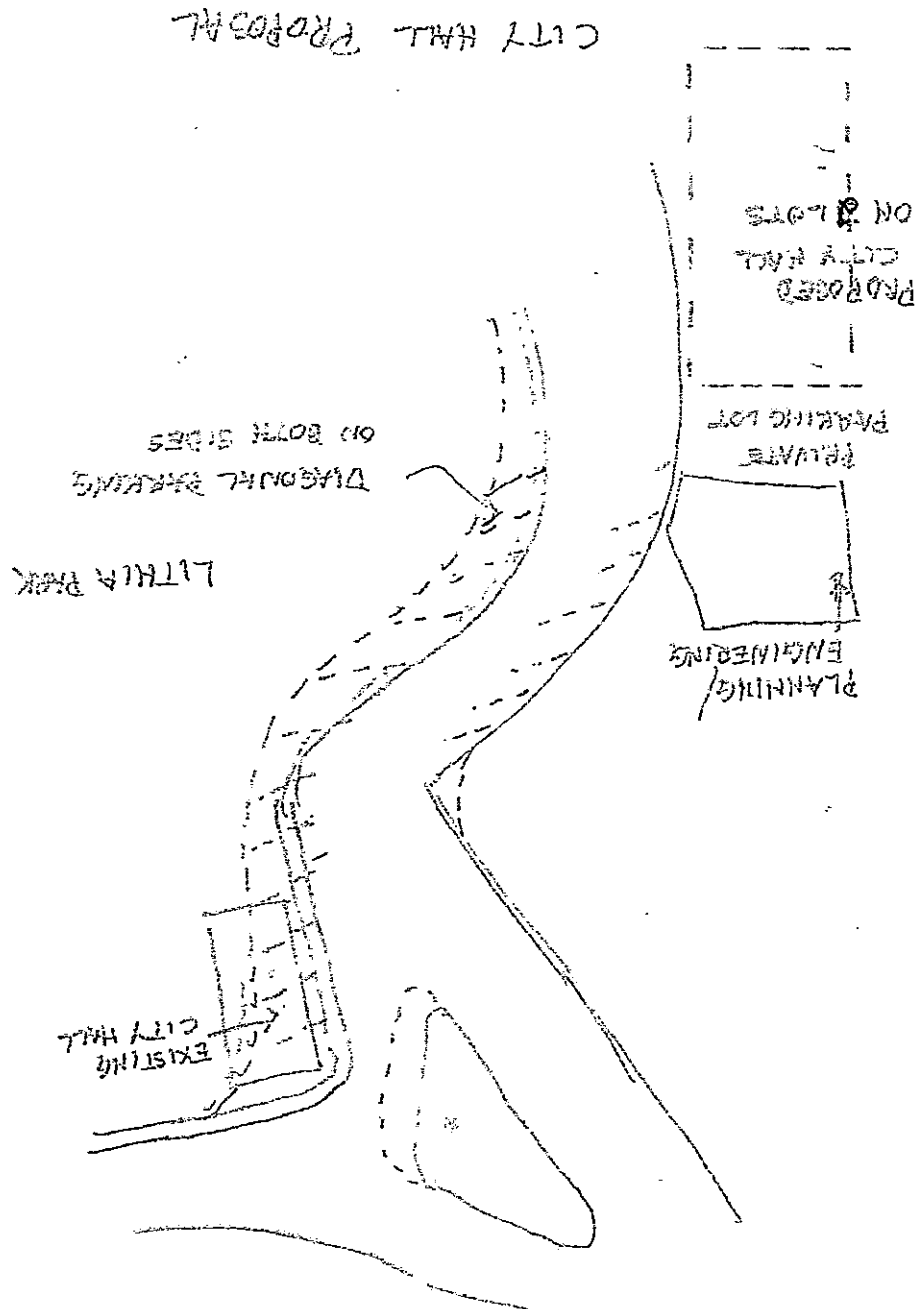 EXISTING
CITY HALL
PLANNING/
ENGINEERING
LITHIA PARK
PRIVATE
PARKING LOT
DIAGONAL PARKING
ON BOTH SIDES
PROPOSED
CITY HALL
ON LOTS
CITY HALL PROPOSAL